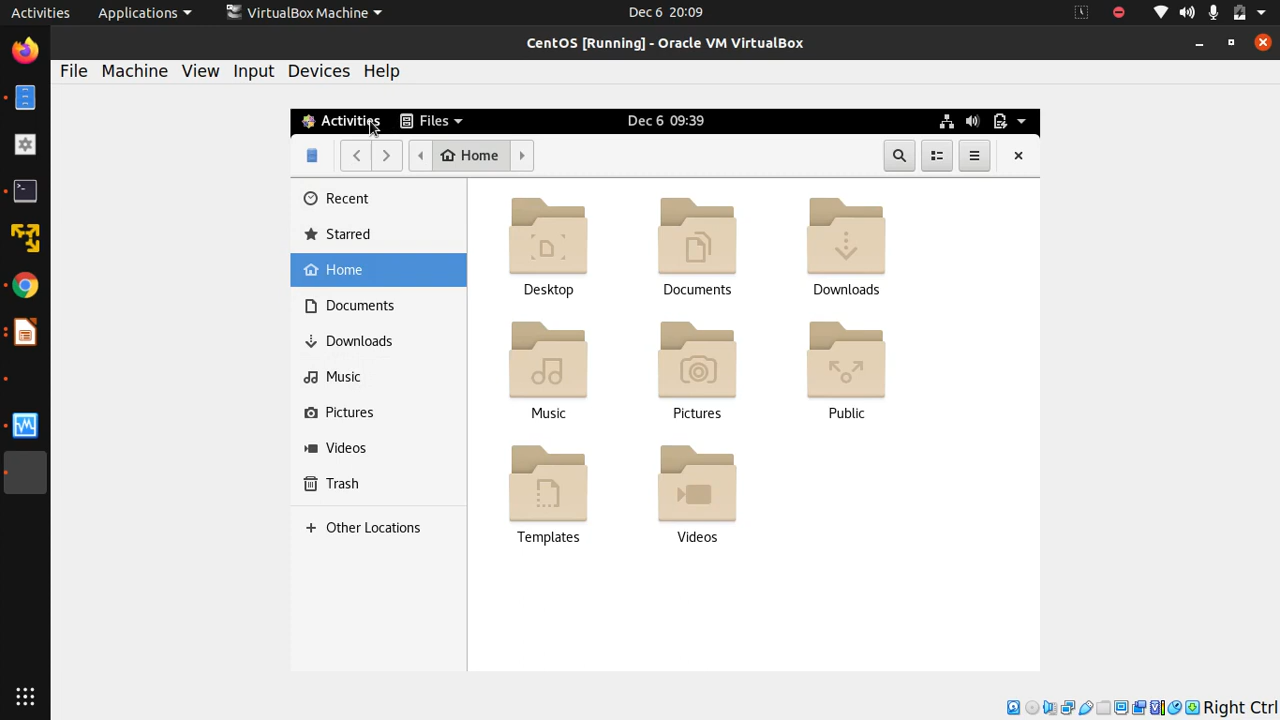 Activities Applications VirtualBox Machine Dec 6 20:09
CentOS [Running] - Oracle VM VirtualBox
File Machine View Input Devices Help
Activities Files Dec 6 09:39
Home
Recent
Starred
Home
Documents
Downloads
Music
Pictures
Videos
Trash
Other Locations
Desktop Documents Downloads
Music Pictures Public
Templates Videos
Right Ctrl